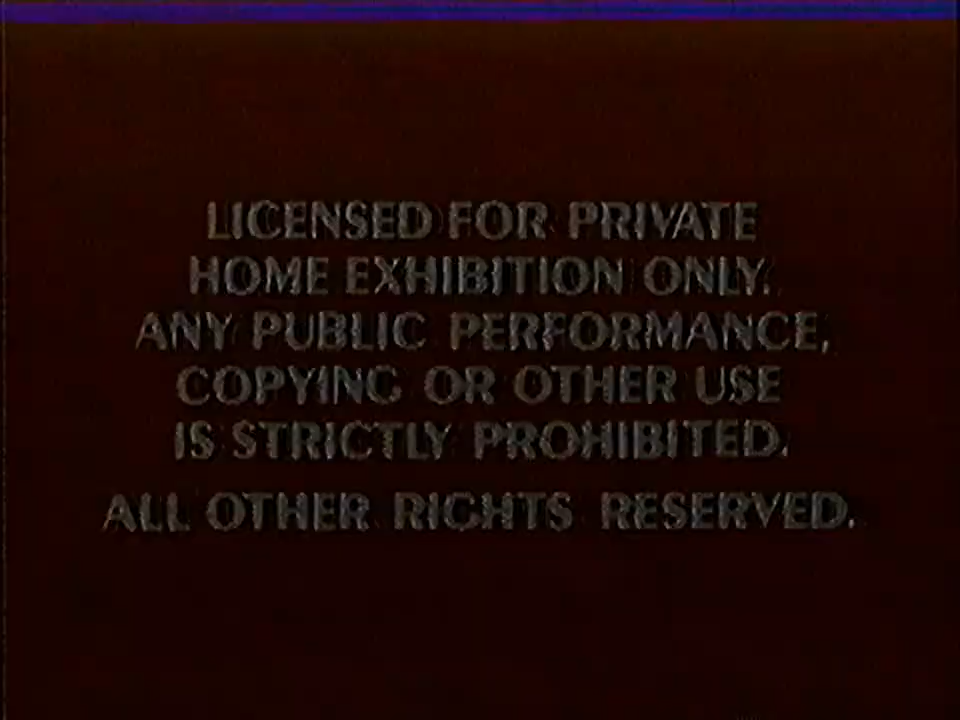 LICENSED FOR PRIVATE
HOME EXHIBITION ONLY.
ANY PUBLIC PERFORMANCE,
COPYING OR OTHER USE
IS STRICTLY PROHIBITED.
ALL OTHER RIGHTS RESERVED.